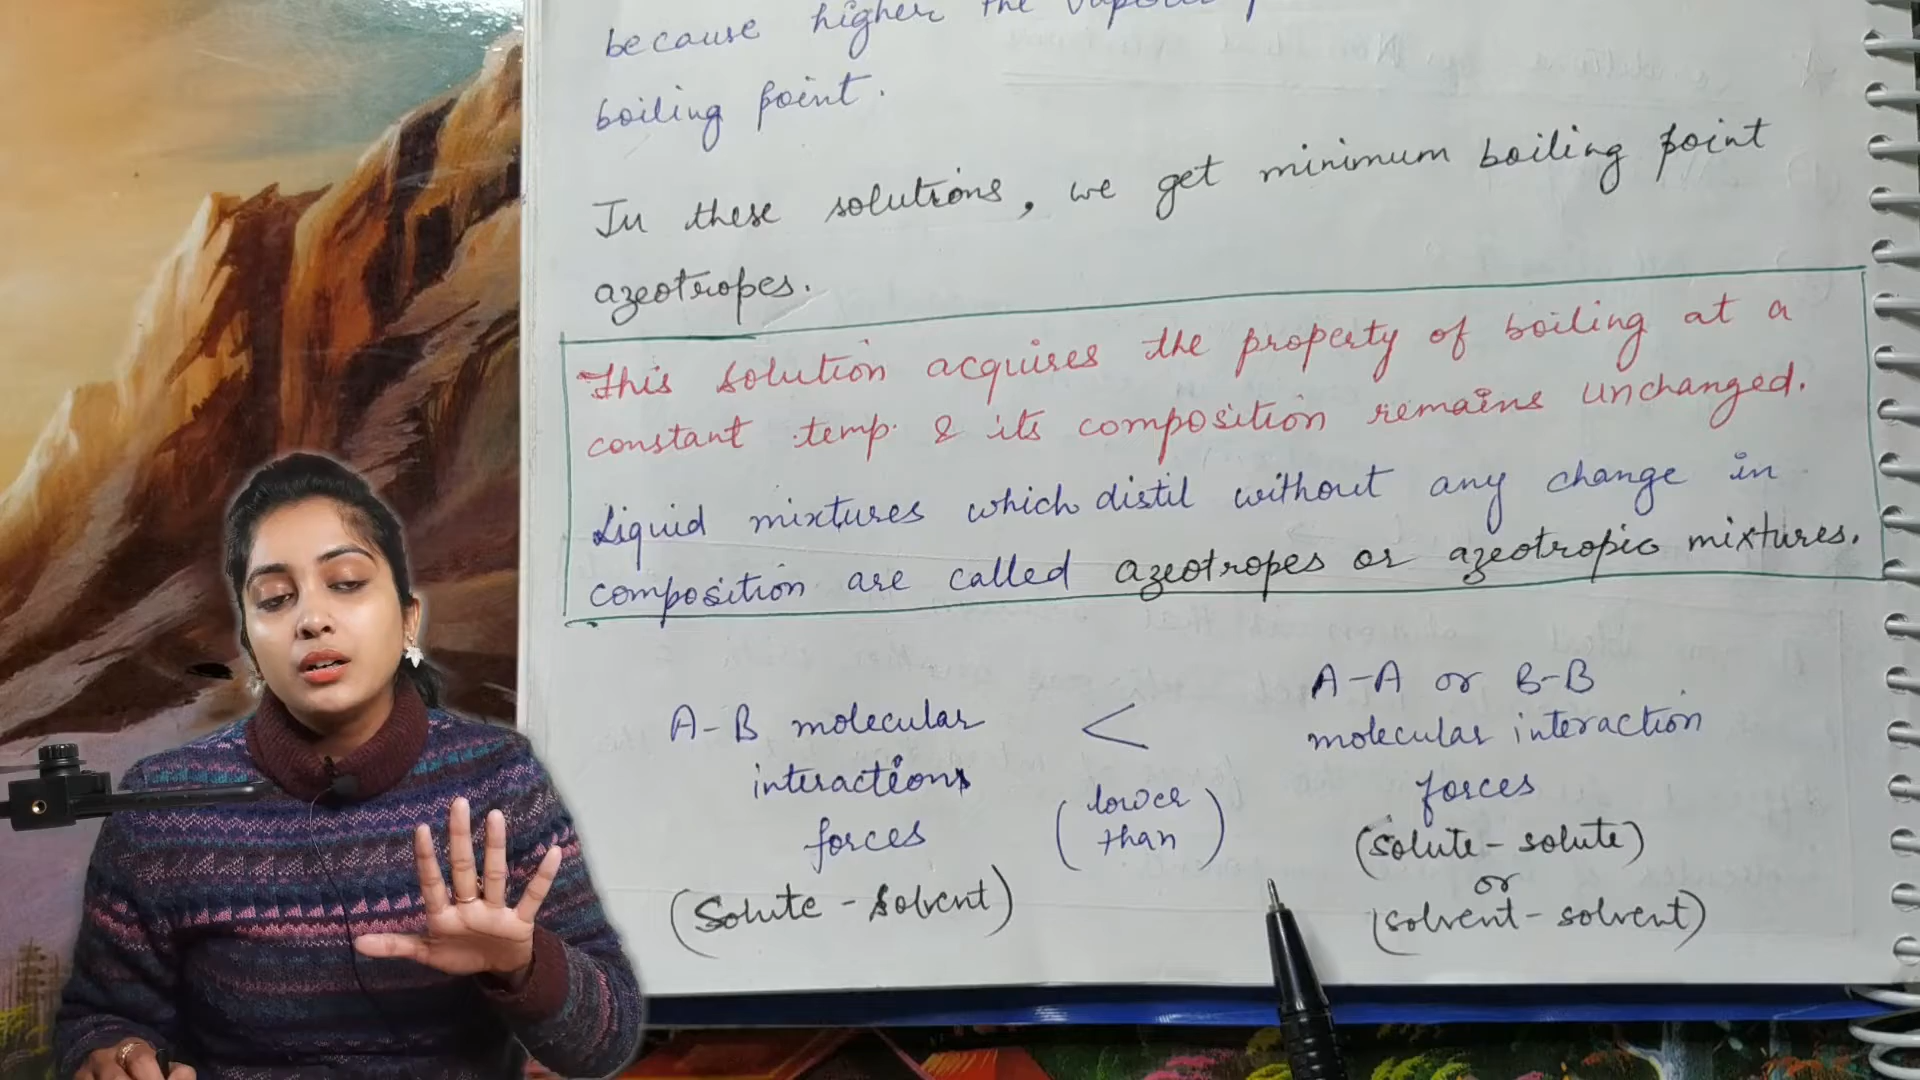 because higher the
boiling point.
In these solutions, we get minimum boiling point
azeotropes.
This solution acquires the property of boiling at a
constant temp. & its composition remains unchanged.
Liquid mixtures which distil without any change in
composition are called azeotropes or azeotropic mixtures.
A-B molecular
interactions
forces
(Solute - Solvent)
<
(lower
than)
A-A or B-B
molecular interaction
forces
(Solute - solute)
or
(solvent - solvent)